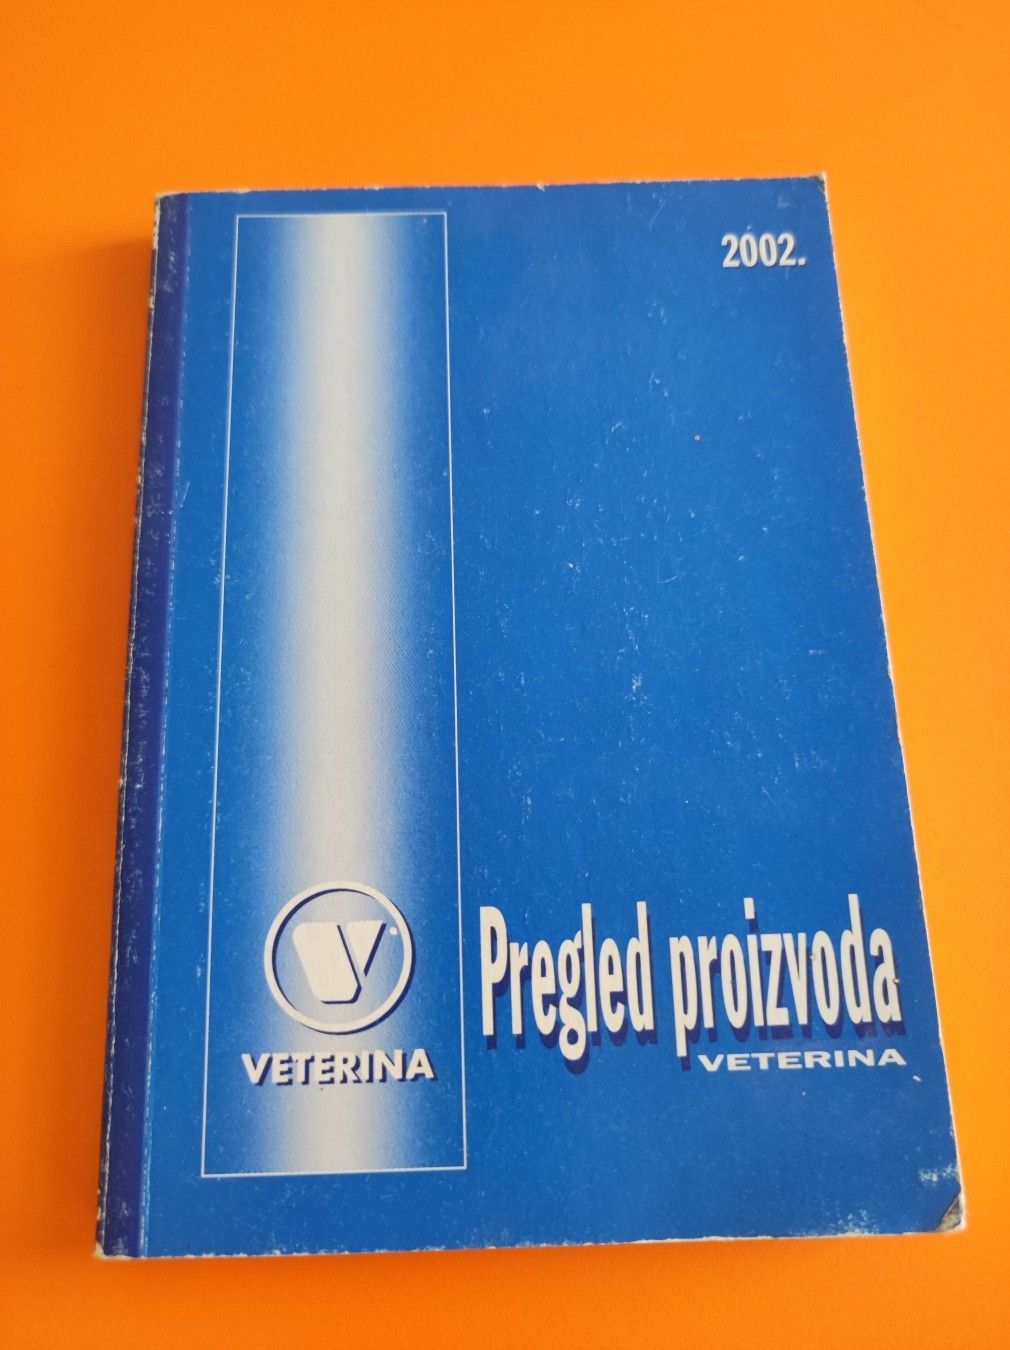 2002.
VETERINA
Pregled proizvoda
VETERINA